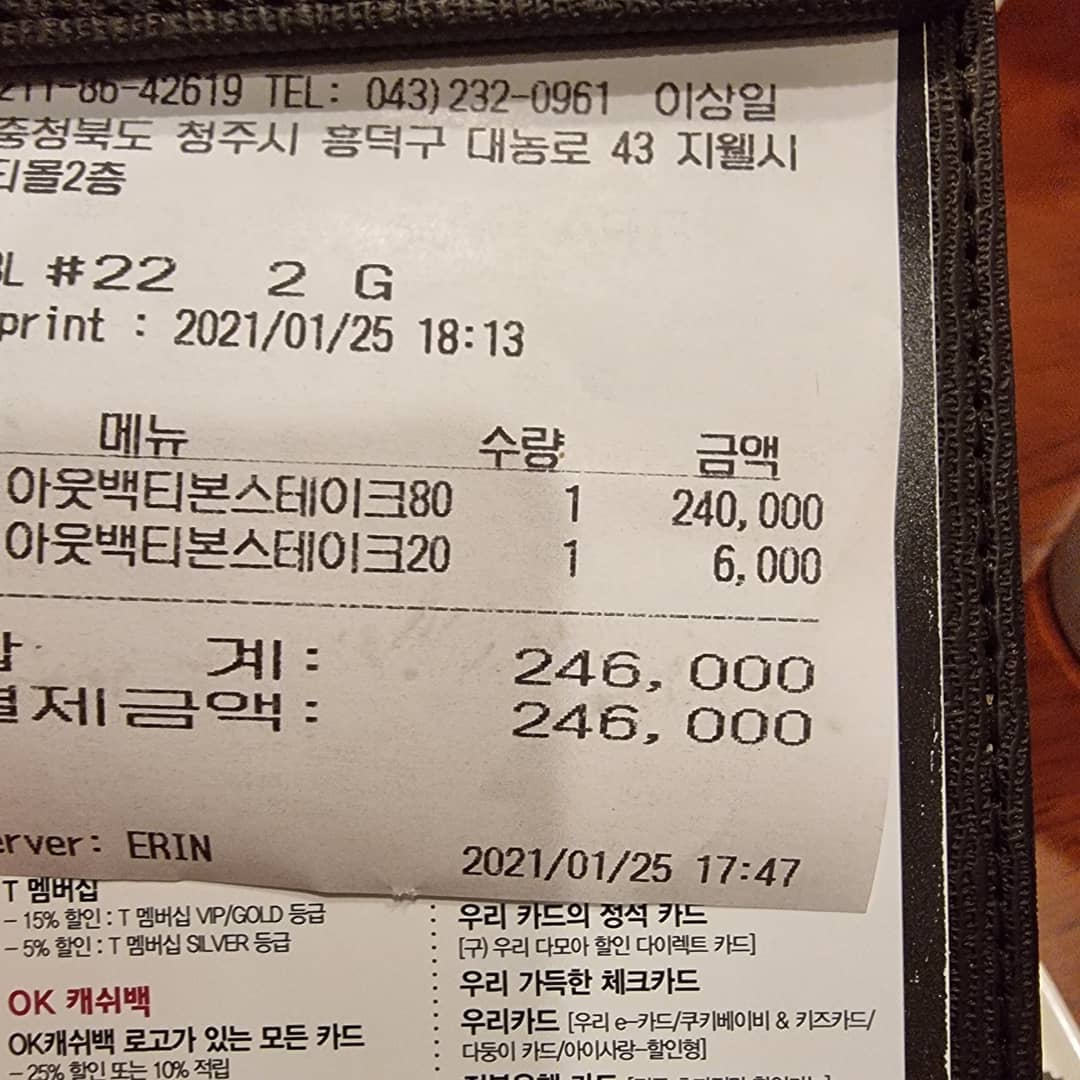 211-86-42619 TEL: 043)232-0961 이상일
충청북도 청주시 흥덕구 대농로 43 지웰시
티몰2층
#22 2 G
print : 2021/01/25 18:13
메뉴 수량 금액
아웃백티본스테이크80 1 240,000
아웃백티본스테이크20 1 6,000
합 계 : 246,000
결제금액 : 246,000
erver: ERIN 2021/01/25 17:47
T 멤버십
- 15% 할인 : T 멤버십 VIP/GOLD 등급
- 5% 할인 : T 멤버십 SILVER 등급
OK 캐쉬백
OK캐쉬백 로고가 있는 모든 카드
- 25% 할인 또는 10% 적립
우리 카드의 정석 카드
[구) 우리 다모아 할인 다이렉트 카드]
우리 가득한 체크카드
우리카드 [우리 e-카드/쿠키베이비 & 키즈카드/
다둥이 카드/아이사랑-할인형]